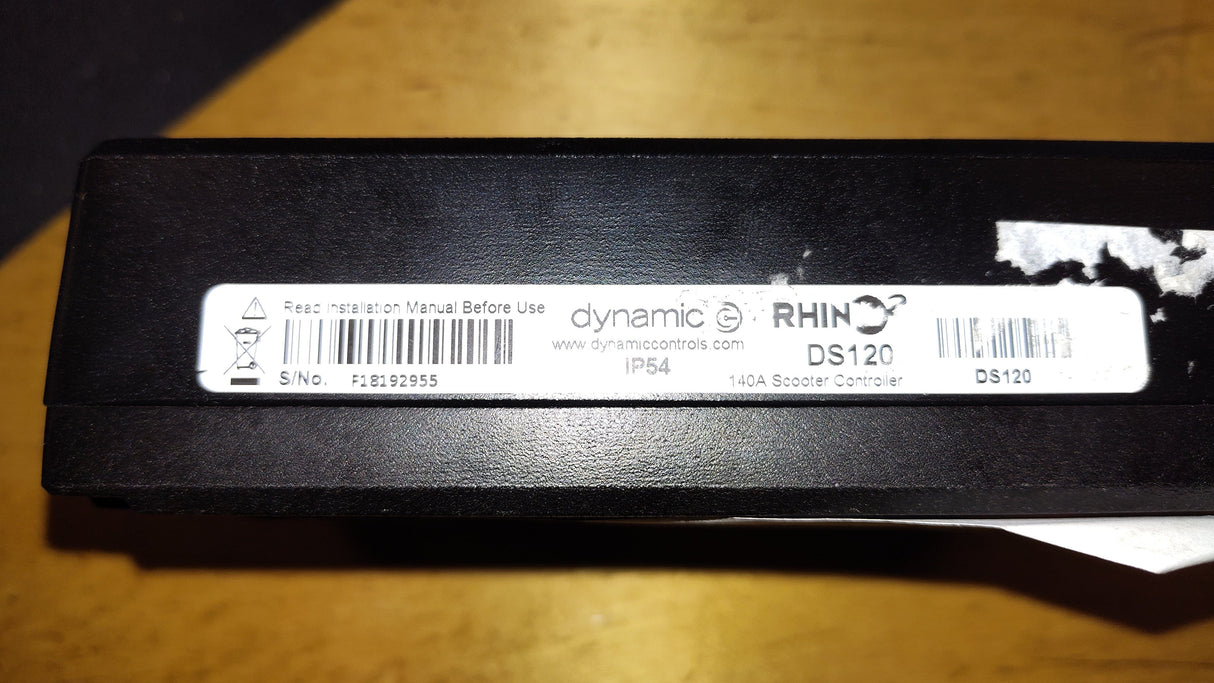 Read Installation Manual Before Use
S/No. F18192955
dynamic
www.dynamiccontrols.com
IP54
RHINO2
DS120
140A Scooter Controller
DS120